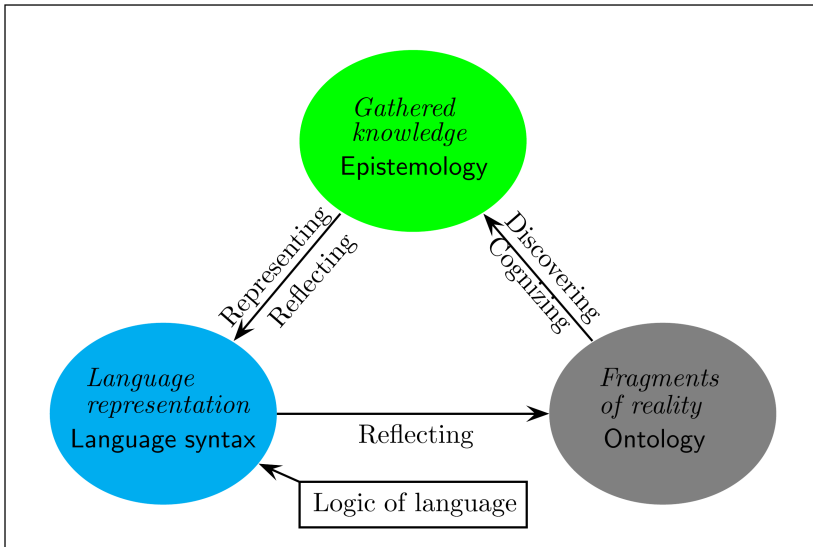 Gathered
knowledge
Epistemology
Representing
Reflecting
Discovering
Cognizing
Language
representation
Language syntax
Reflecting
Fragments
of reality
Ontology
Logic of language